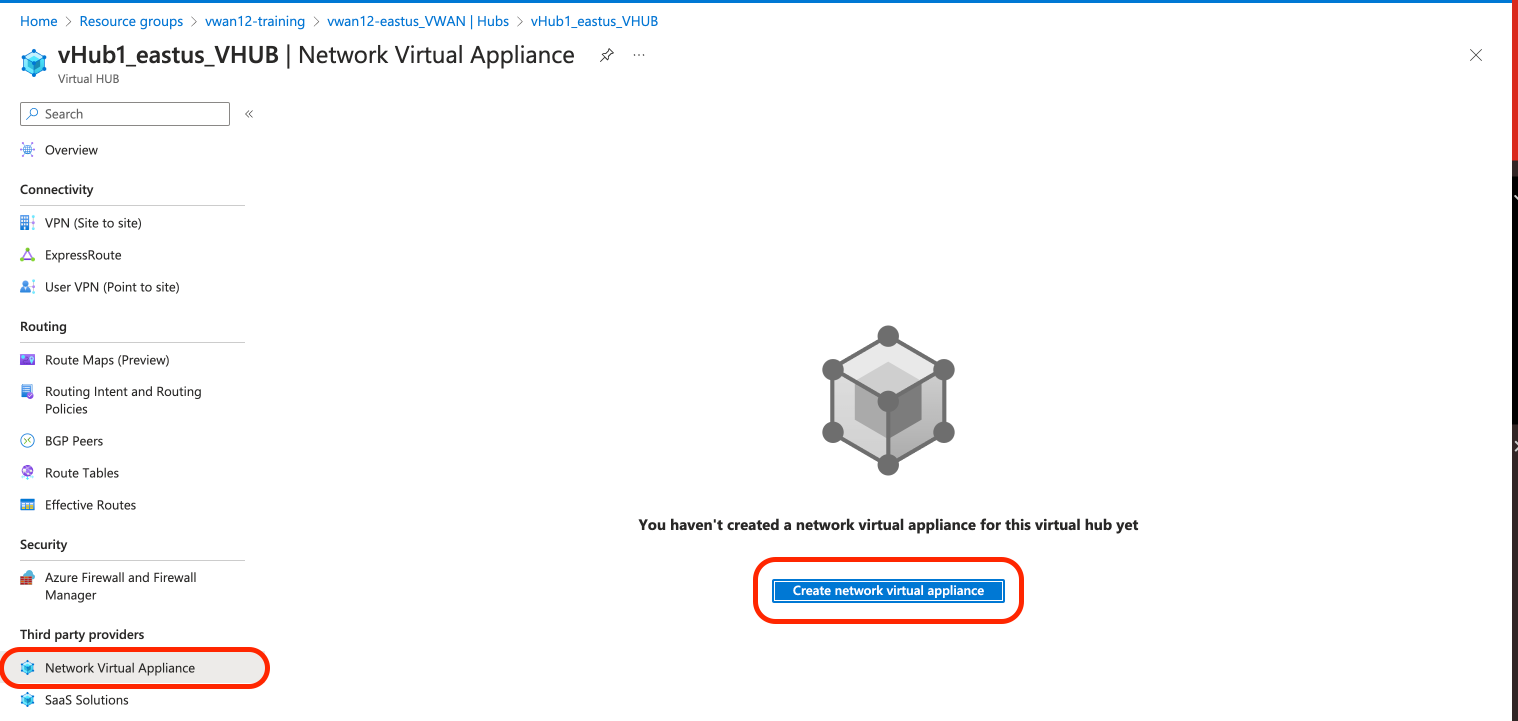 Home > Resource groups > vwan12-training > vwan12-eastus_VWAN | Hubs > vHub1_eastus_VHUB
vHub1_eastus_VHUB | Network Virtual Appliance
Virtual HUB
Search
Overview
Connectivity
VPN (Site to site)
ExpressRoute
User VPN (Point to site)
Routing
Route Maps (Preview)
Routing Intent and Routing
Policies
BGP Peers
Route Tables
Effective Routes
Security
Azure Firewall and Firewall
Manager
Third party providers
Network Virtual Appliance
SaaS Solutions
You haven't created a network virtual appliance for this virtual hub yet
Create network virtual appliance